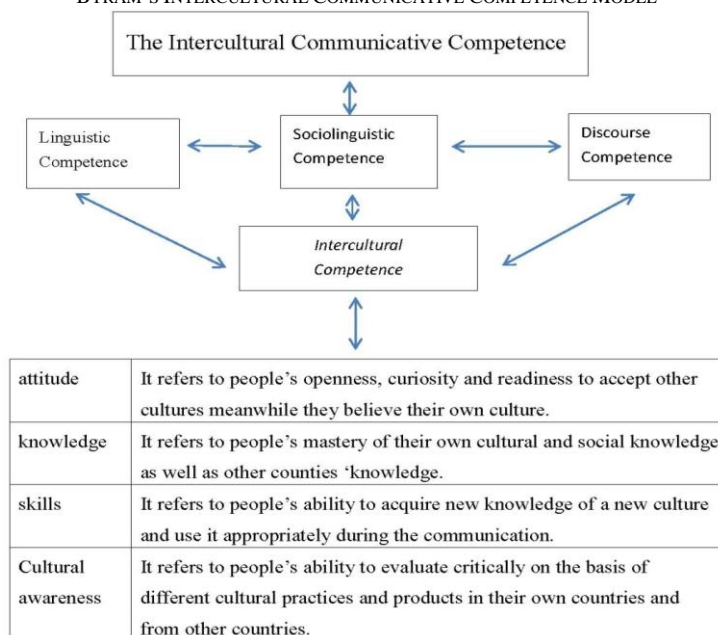 BYRAM'S INTERCULTURAL COMMUNICATIVE COMPETENCE MODEL
The Intercultural Communicative Competence
Linguistic
Competence
Sociolinguistic
Competence
Discourse
Competence
Intercultural
Competence
attitude
It refers to people's openness, curiosity and readiness to accept other
cultures meanwhile they believe their own culture.
knowledge
It refers to people's mastery of their own cultural and social knowledge
as well as other counties 'knowledge.
skills
It refers to people's ability to acquire new knowledge of a new culture
and use it appropriately during the communication.
Cultural
awareness
It refers to people's ability to evaluate critically on the basis of
different cultural practices and products in their own countries and
from other countries.